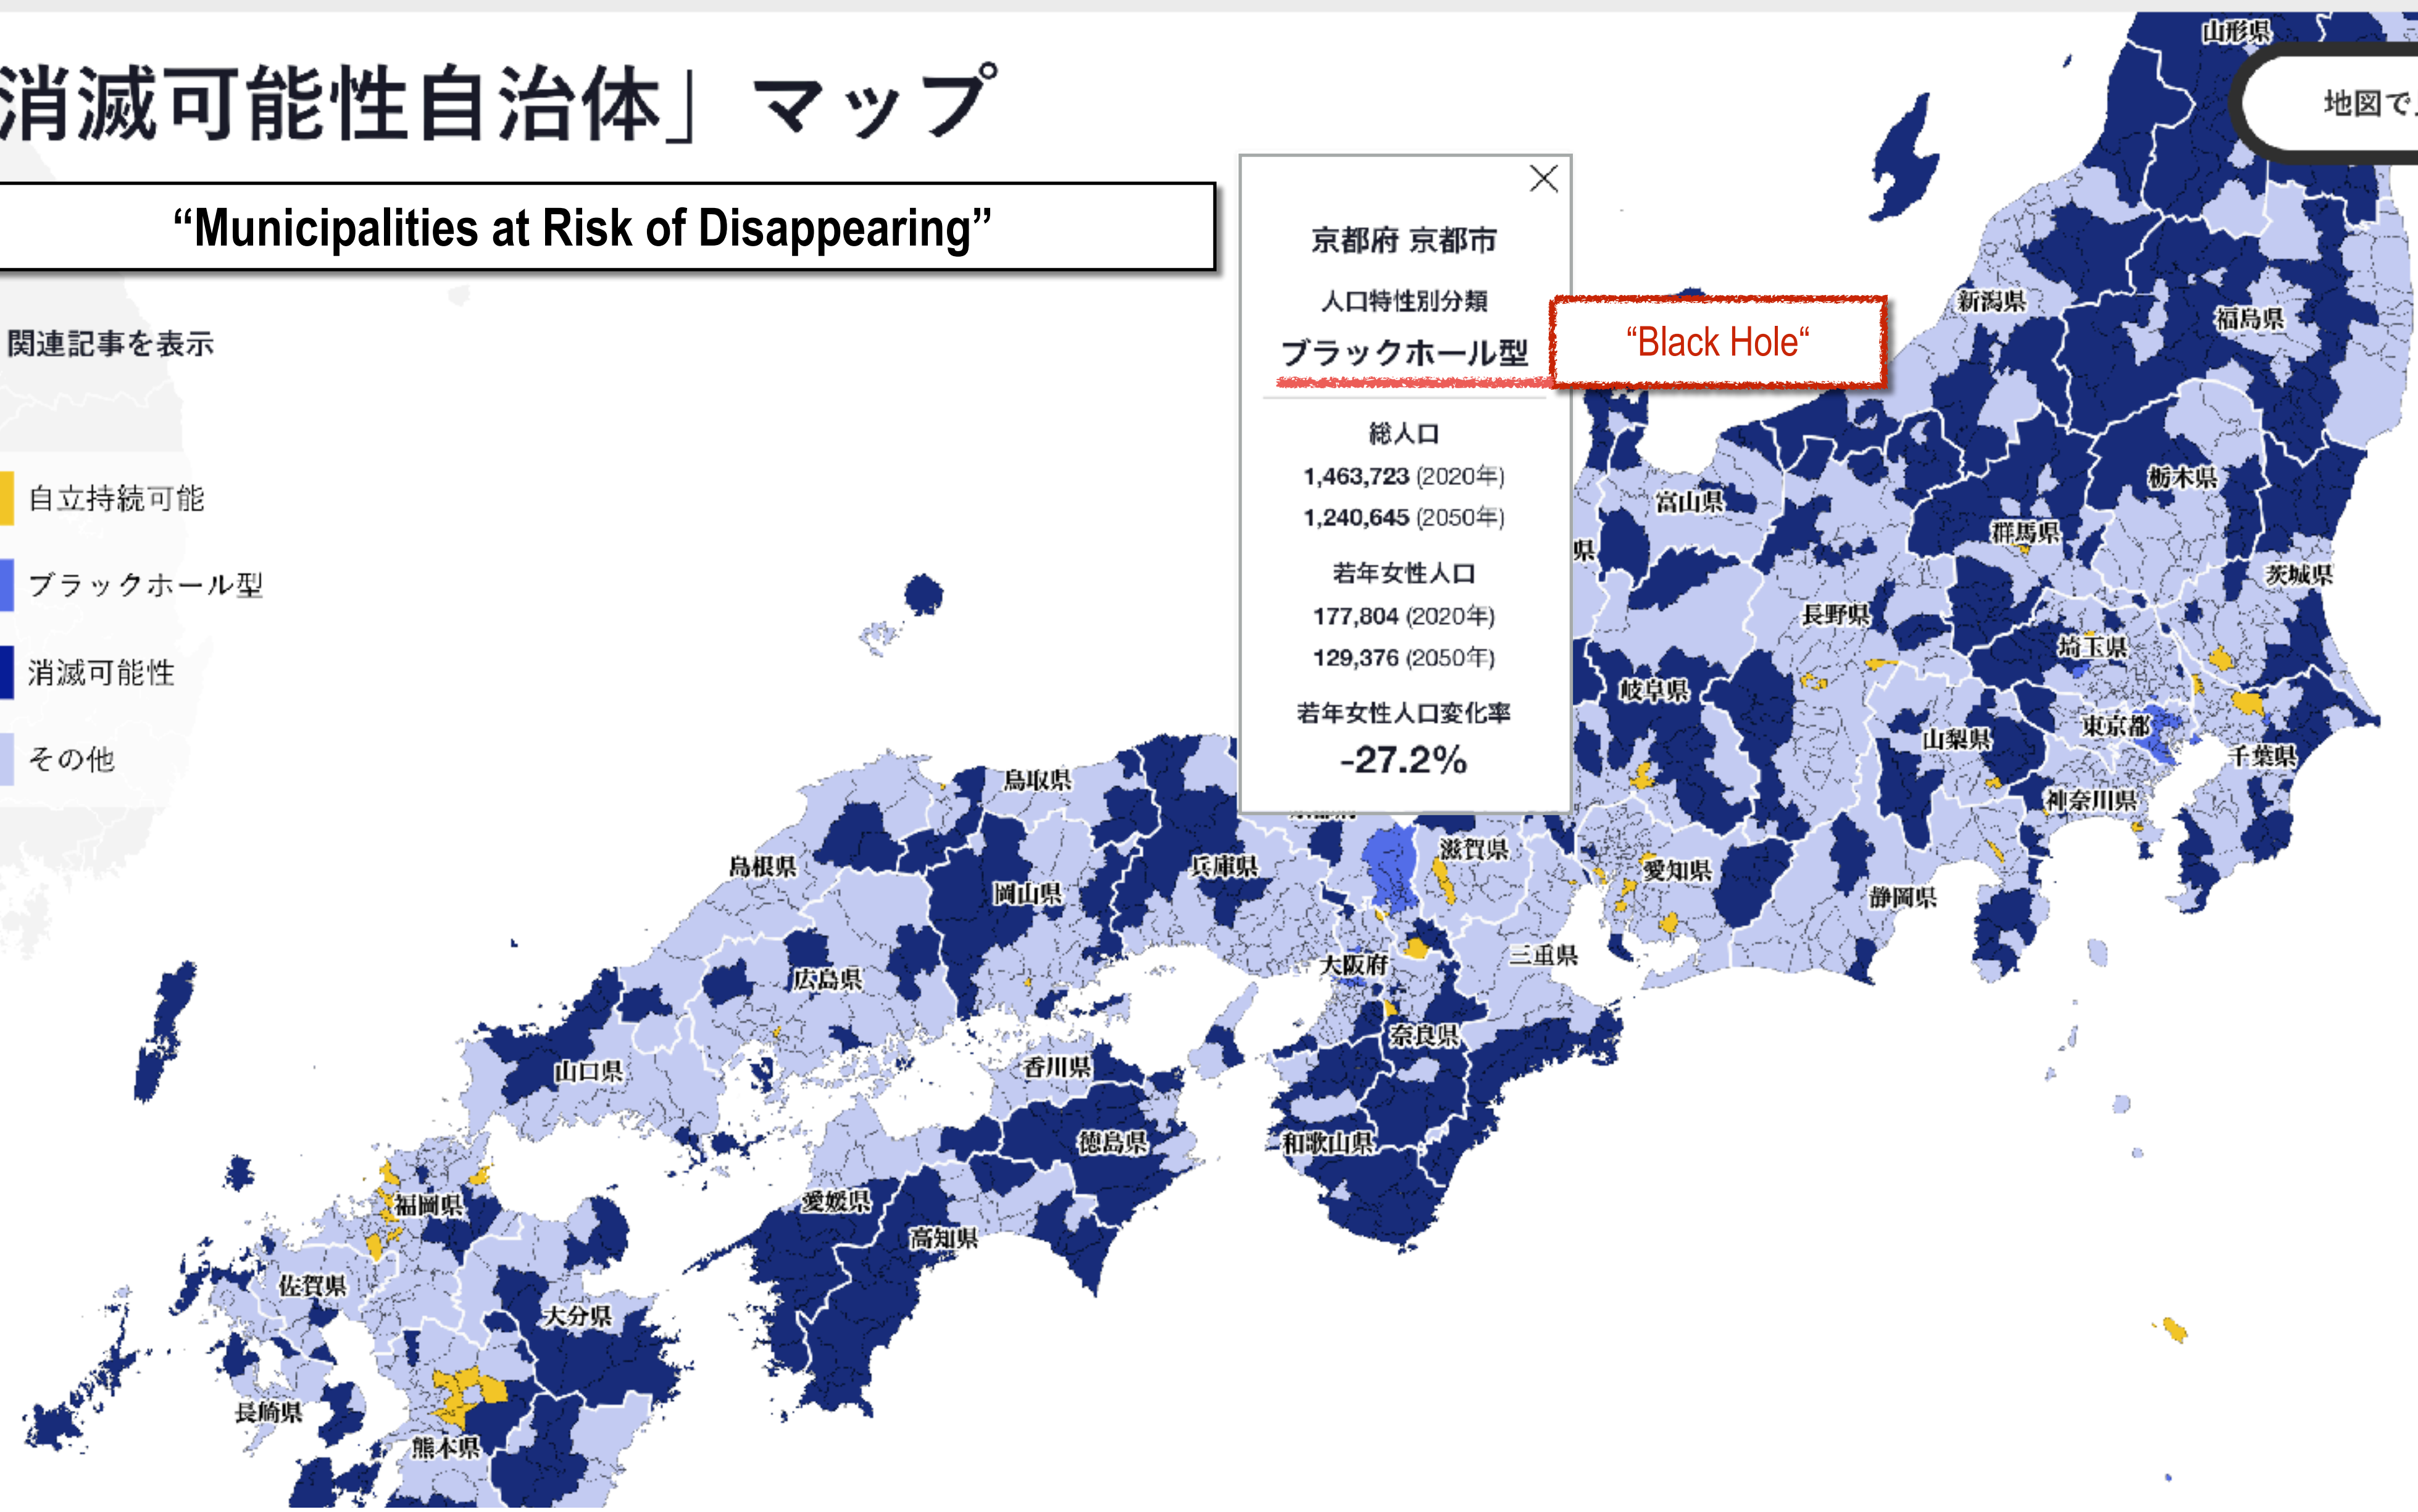 消滅可能性自治体」マップ
“Municipalities at Risk of Disappearing”
関連記事を表示
自立持続可能
ブラックホール型
消滅可能性
その他
京都府 京都市
人口特性別分類
ブラックホール型
“Black Hole“
総人口
1,463,723 (2020年)
1,240,645 (2050年)
若年女性人口
177,804 (2020年)
129,376 (2050年)
若年女性人口変化率
-27.2%
地図で
山形県
新潟県
福島県
富山県
栃木県
群馬県
県
茨城県
長野県
埼玉県
岐阜県
東京都
山梨県
千葉県
神奈川県
鳥取県
滋賀県
島根県
兵庫県
愛知県
岡山県
静岡県
三重県
大阪府
広島県
奈良県
香川県
山口県
徳島県
和歌山県
愛媛県
福岡県
高知県
佐賀県
大分県
長崎県
熊本県